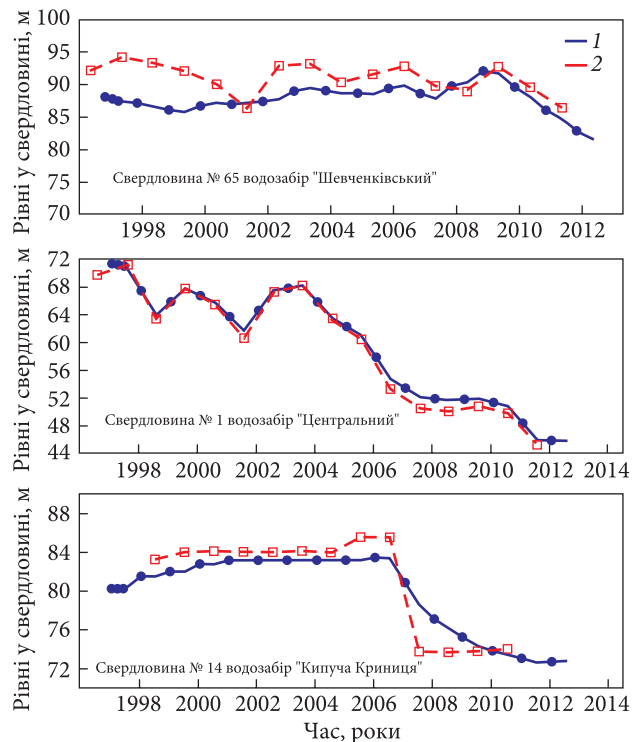 100
95
90
85
80
75
70
Рівні у свердловині, м
1
2
Свердловина № 65 водозабір "Шевченківський"
1998 2000 2002 2004 2006 2008 2010 2012
72
68
64
60
56
52
48
44
Рівні у свердловині, м
Свердловина № 1 водозабір "Центральний"
1998 2000 2002 2004 2006 2008 2010 2012 2014
88
84
80
76
72
Рівні у свердловині, м
Свердловина № 14 водозабір "Кипуча Криниця"
1998 2000 2002 2004 2006 2008 2010 2012 2014
Час, роки